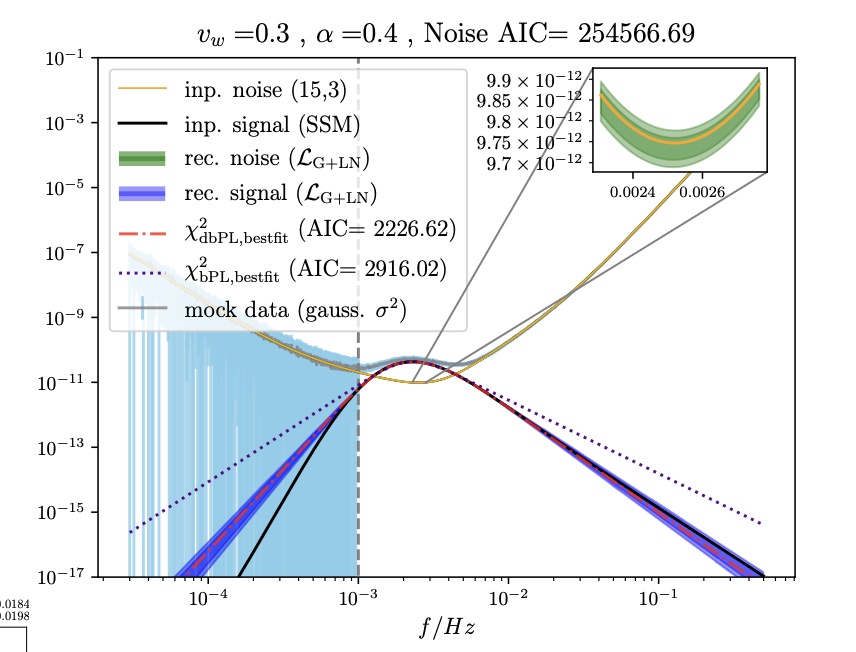 v_w =0.3 , α =0.4 , Noise AIC= 254566.69
10^−1
10^−3
10^−5
10^−7
10^−9
10^−11
10^−13
10^−15
10^−17
inp. noise (15,3)
inp. signal (SSM)
rec. noise (𝓛_G+LN)
rec. signal (𝓛_G+LN)
χ²_dbPL,bestfit (AIC= 2226.62)
χ²_bPL,bestfit (AIC= 2916.02)
mock data (gauss. σ²)
9.9 × 10^−12
9.85 × 10^−12
9.8 × 10^−12
9.75 × 10^−12
9.7 × 10^−12
0.0024 0.0026
10^−4 10^−3 10^−2 10^−1
f/Hz
0.0184
0.0198